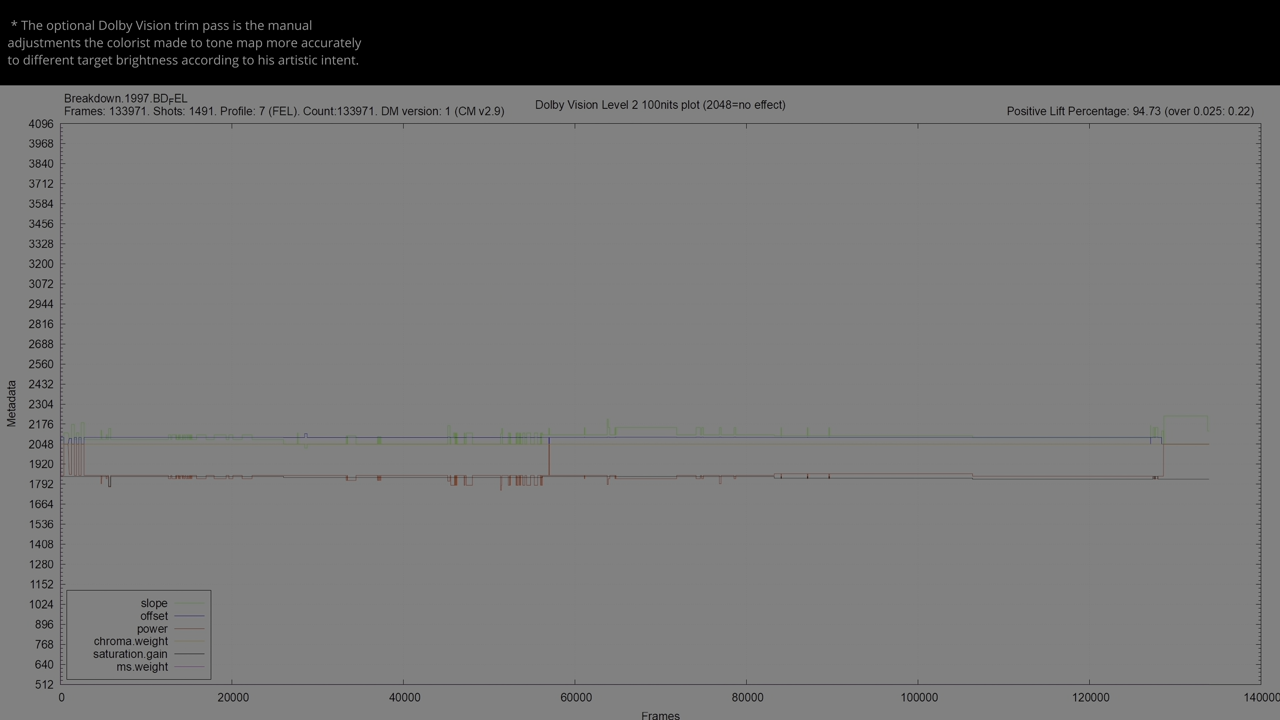 * The optional Dolby Vision trim pass is the manual
adjustments the colorist made to tone map more accurately
to different target brightness according to his artistic intent.
Breakdown.1997.BDFEL
Frames: 133971. Shots: 1491. Profile: 7 (FEL). Count:133971. DM version: 1 (CM v2.9)
Dolby Vision Level 2 100nits plot (2048=no effect)
Positive Lift Percentage: 94.73 (over 0.025: 0.22)
4096
3968
3840
3712
3584
3456
3328
3200
3072
2944
2816
2688
2560
2432
2304
2176
2048
1920
1792
1664
1536
1408
1280
1152
1024
896
768
640
512
Metadata
slope
offset
power
chroma.weight
saturation.gain
ms.weight
0
20000
40000
60000
80000
100000
120000
140000
Frames